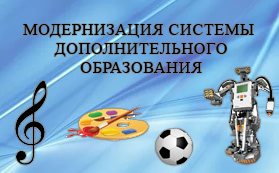 МОДЕРНИЗАЦИЯ СИСТЕМЫ
ДОПОЛНИТЕЛЬНОГО
ОБРАЗОВАНИЯ